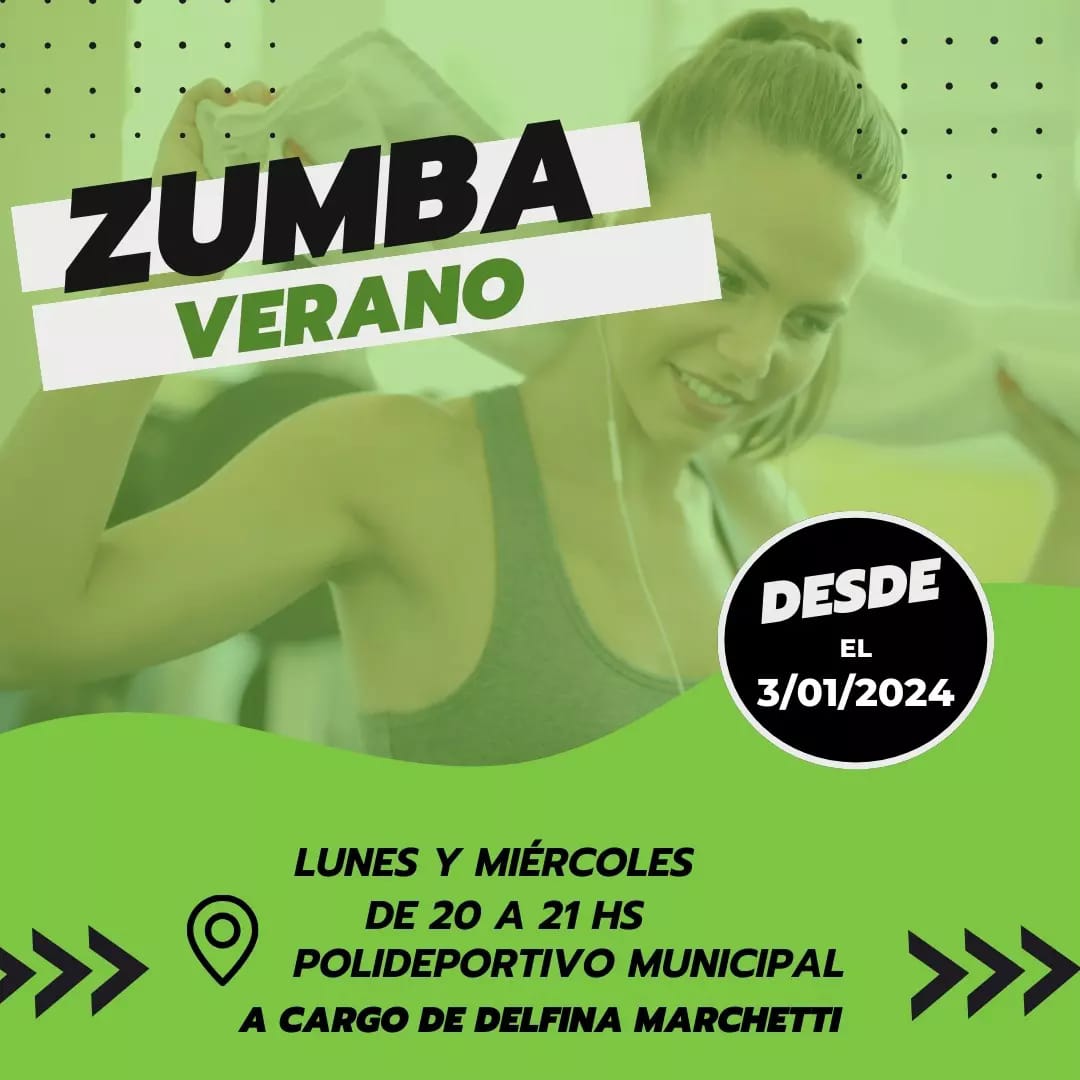 ZUMBA
VERANO
DESDE
EL
3/01/2024
LUNES Y MIÉRCOLES
DE 20 A 21 HS
POLIDEPORTIVO MUNICIPAL
A CARGO DE DELFINA MARCHETTI